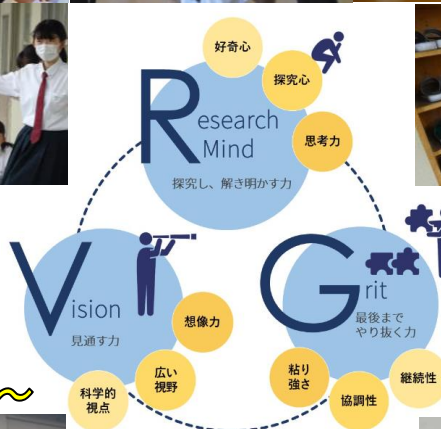 好奇心
探究心
思考力
Research
Mind
探究し、解き明かす力
Vision
見通す力
想像力
広い
視野
科学的
視点
Grit
最後まで
やり抜く力
粘り
強さ
協調性
継続性